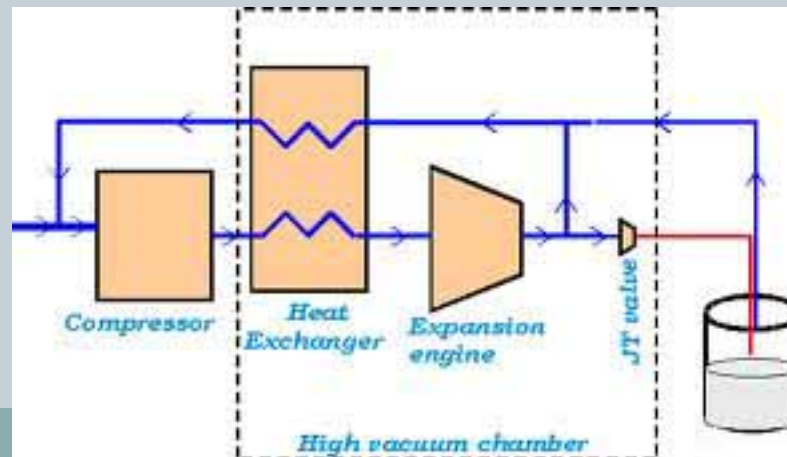 Compressor
Heat
Exchanger
Expansion
engine
JT valve
High vacuum chamber